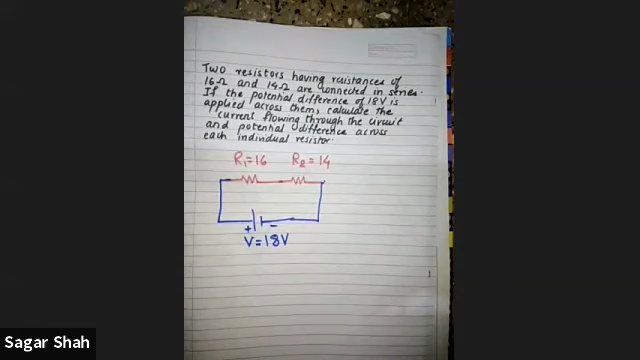 Two resistors having resistances of
16Ω and 14Ω are connected in series.
If the potential difference of 18V is
applied across them, calculate the
current flowing through the circuit
and potential difference across
each individual resistor.
R₁=16 R₂=14
+ -
V=18V
Sagar Shah